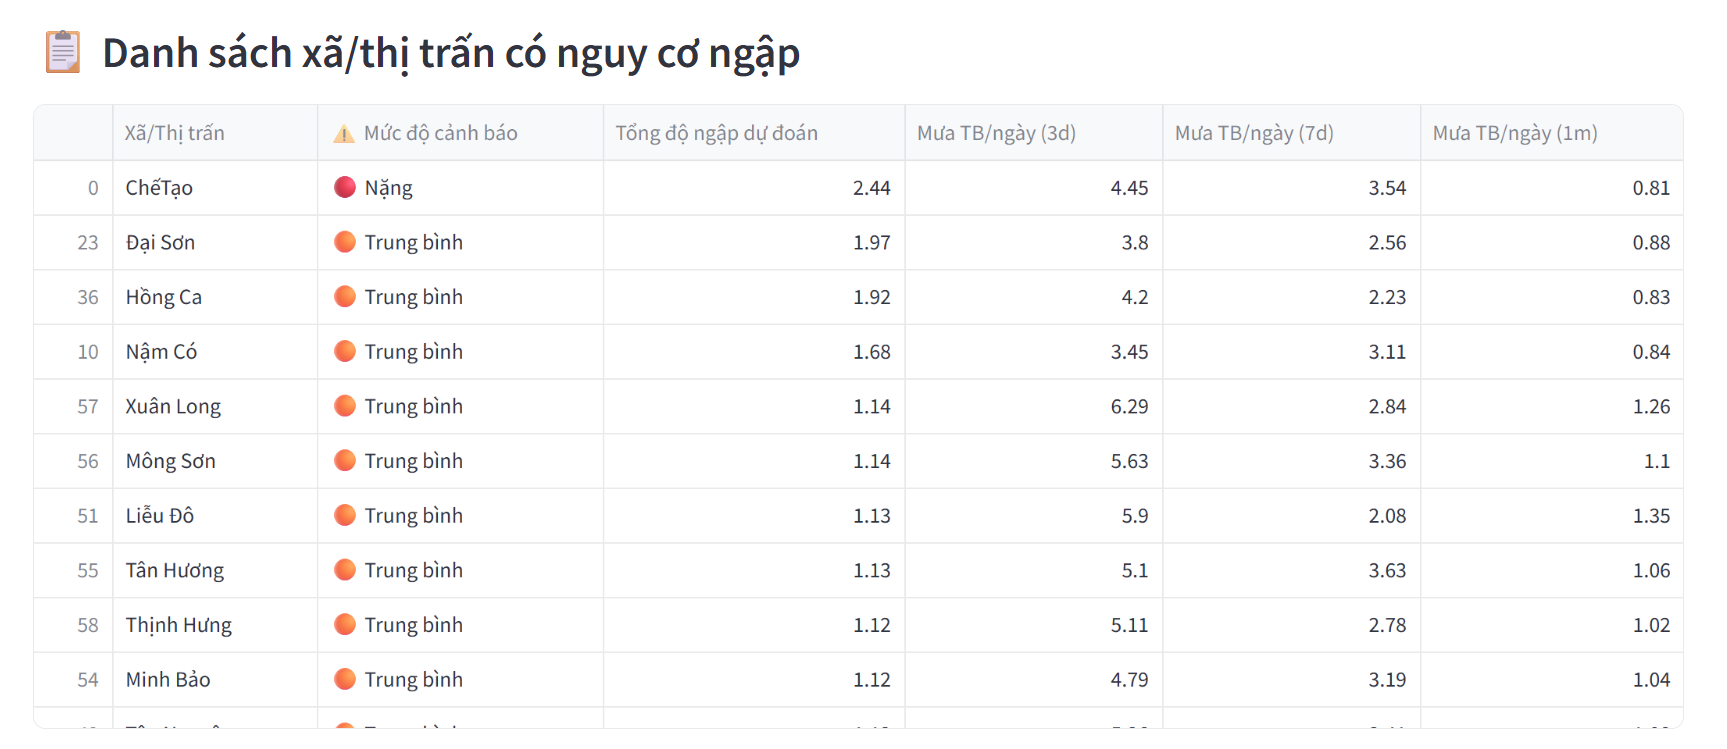 Danh sách xã/thị trấn có nguy cơ ngập
Xã/Thị trấn Mức độ cảnh báo Tổng độ ngập dự đoán Mưa TB/ngày (3d) Mưa TB/ngày (7d) Mưa TB/ngày (1m)
0 ChếTạo Nặng 2.44 4.45 3.54 0.81
23 Đại Sơn Trung bình 1.97 3.8 2.56 0.88
36 Hồng Ca Trung bình 1.92 4.2 2.23 0.83
10 Nậm Có Trung bình 1.68 3.45 3.11 0.84
57 Xuân Long Trung bình 1.14 6.29 2.84 1.26
56 Mông Sơn Trung bình 1.14 5.63 3.36 1.1
51 Liễu Đô Trung bình 1.13 5.9 2.08 1.35
55 Tân Hương Trung bình 1.13 5.1 3.63 1.06
58 Thịnh Hưng Trung bình 1.12 5.11 2.78 1.02
54 Minh Bảo Trung bình 1.12 4.79 3.19 1.04